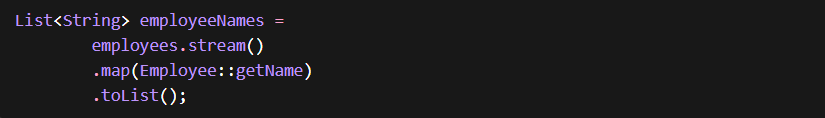 List<String> employeeNames =
        employees.stream()
        .map(Employee::getName)
        .toList();